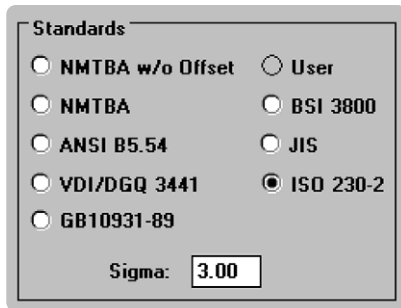 Standards
NMTBA w/o Offset
User
NMTBA
BSI 3800
ANSI B5.54
JIS
VDI/DGQ 3441
ISO 230-2
GB10931-89
Sigma: 3.00